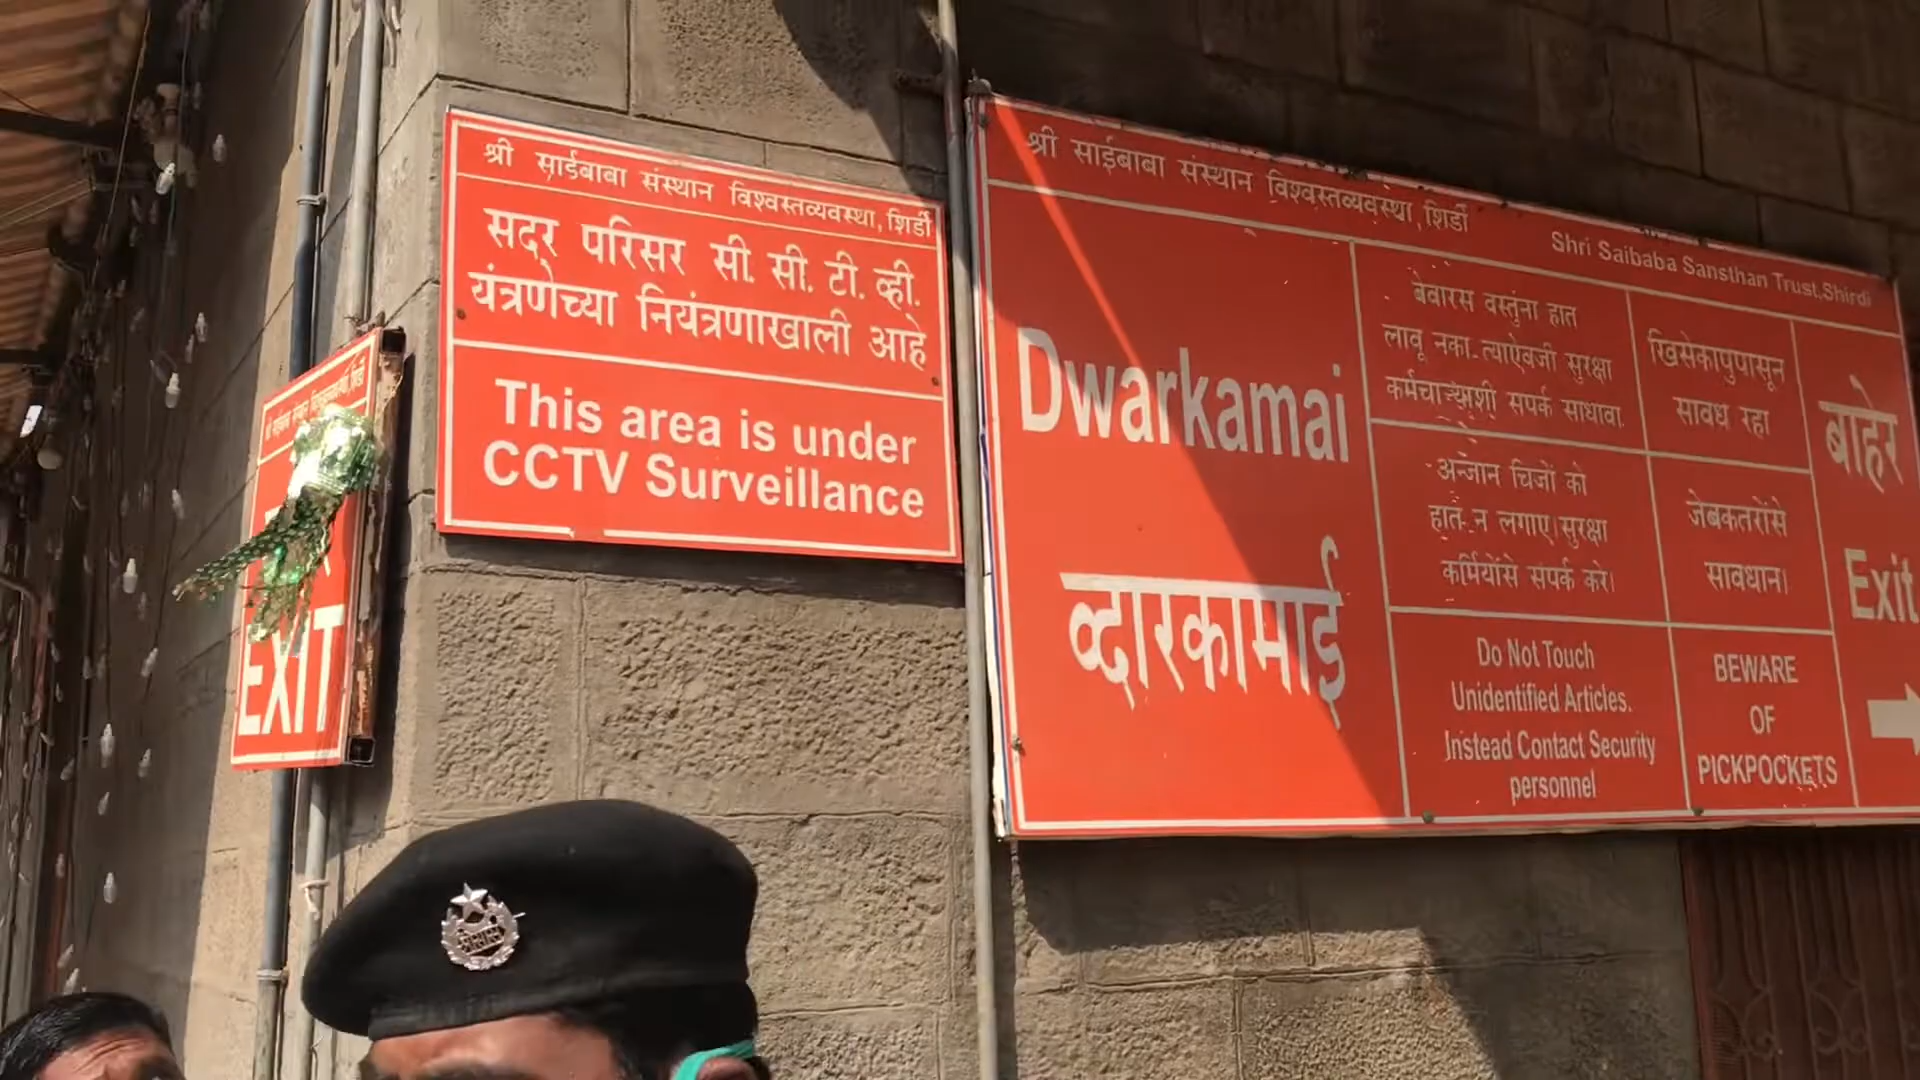 श्री साईबाबा संस्थान विश्वस्तव्यवस्था, शिर्डी
सदर परिसर सी. सी. टी. व्ही.
यंत्रणेच्या नियंत्रणाखाली आहे
This area is under
CCTV Surveillance
EXIT
श्री साईबाबा संस्थान विश्वस्तव्यवस्था, शिर्डी
Shri Saibaba Sansthan Trust,Shirdi
Dwarkamai
व्दारकामाई
बेवारस वस्तुंना हात
लावू नका. त्याऐवजी सुरक्षा
कर्मचाऱ्यांशी संपर्क साधावा.
अन्जान चिजों को
हात न लगाए। सुरक्षा
कर्मियोंसे संपर्क करे।
Do Not Touch
Unidentified Articles.
Instead Contact Security
personnel
खिसेकापुपासून
सावध रहा
जेबकतरोंसे
सावधान।
BEWARE
OF
PICKPOCKETS
बाहेर
Exit